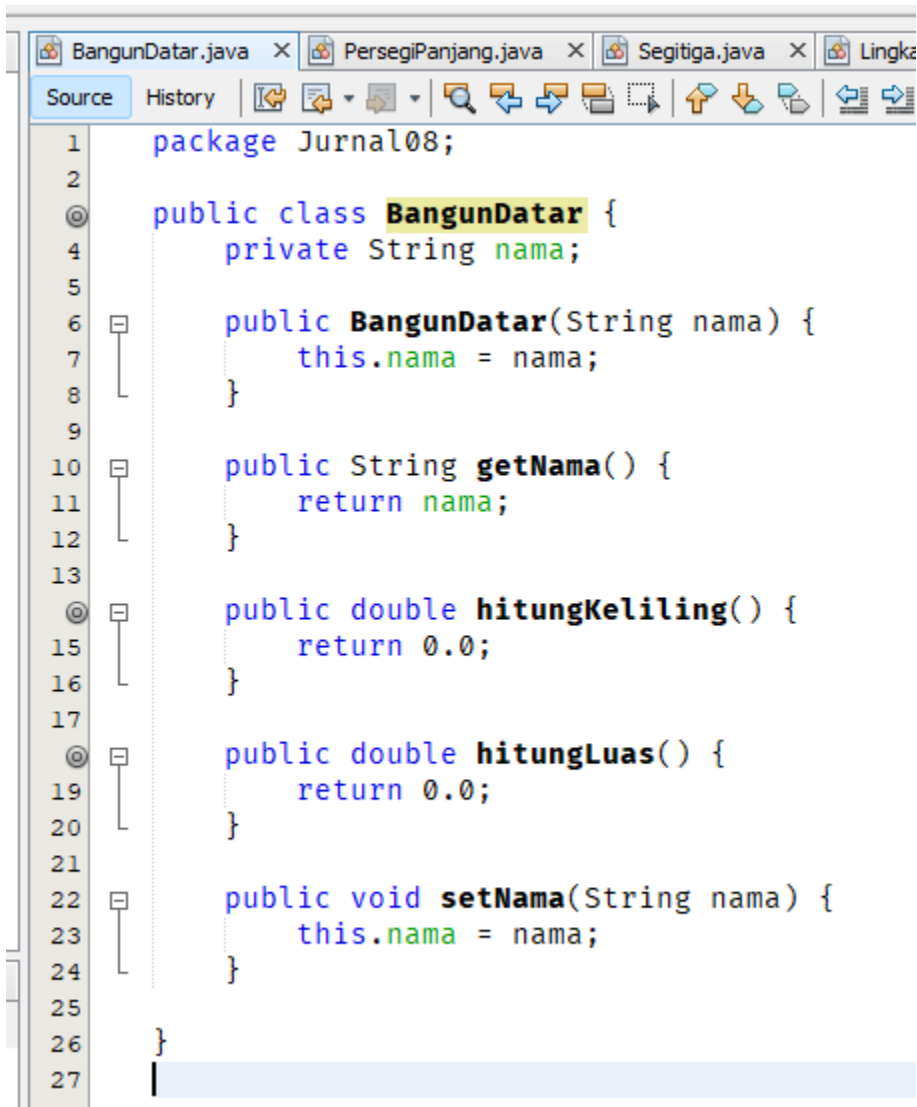 BangunDatar.java PersegiPanjang.java Segitiga.java Lingka
Source History
1 package Jurnal08;
2
public class BangunDatar {
4 private String nama;
5
6 public BangunDatar(String nama) {
7 this.nama = nama;
8 }
9
10 public String getNama() {
11 return nama;
12 }
13
public double hitungKeliling() {
15 return 0.0;
16 }
17
public double hitungLuas() {
19 return 0.0;
20 }
21
22 public void setNama(String nama) {
23 this.nama = nama;
24 }
25
26 }
27